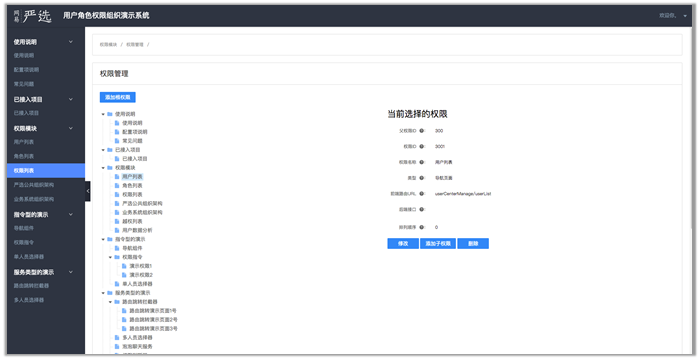 网易 严选
用户角色权限组织演示系统
欢迎你,
使用说明
使用说明
配置项说明
常见问题
已接入项目
已接入项目
权限模块
用户列表
角色列表
权限列表
严选公共组织架构
业务系统组织架构
指令型的演示
导航组件
权限指令
单人员选择器
服务类型的演示
路由跳转拦截器
多人员选择器
权限模块 / 权限管理 /
权限管理
添加根权限
使用说明
使用说明
配置项说明
常见问题
已接入项目
已接入项目
权限模块
用户列表
角色列表
权限列表
严选公共组织架构
业务系统组织架构
越权列表
用户数据分析
指令型的演示
导航组件
权限指令
演示权限1
演示权限2
单人员选择器
服务类型的演示
路由跳转拦截器
路由跳转演示页面1号
路由跳转演示页面2号
路由跳转演示页面3号
多人员选择器
泡泡聊天服务
当前选择的权限
父权限ID : 300
权限ID : 3001
权限名称 : 用户列表
类型 : 导航页面
前端路由URL : userCenterManage/userList
后端接口 :
排列顺序 : 0
修改 添加子权限 删除